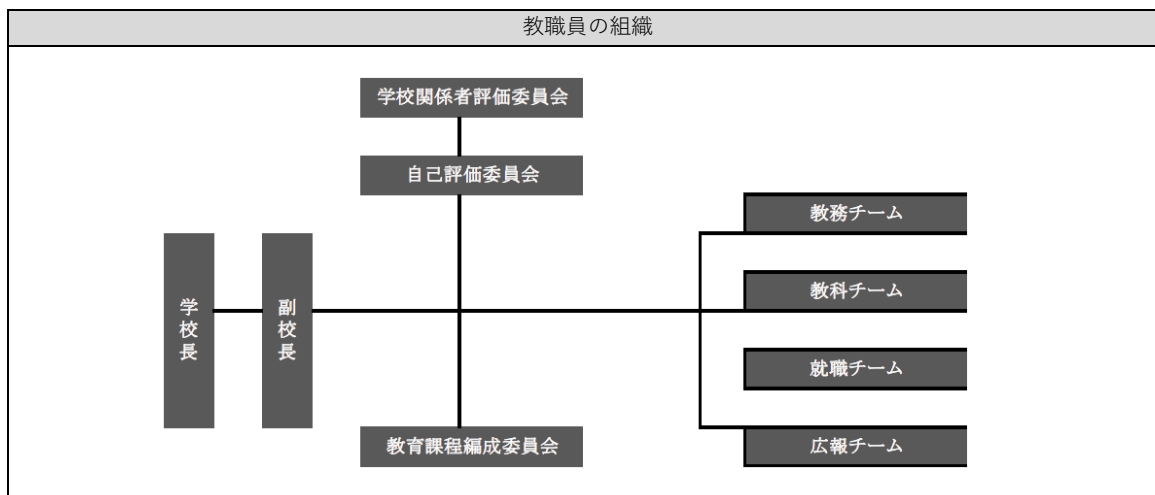 教職員の組織
学校関係者評価委員会
自己評価委員会
教務チーム
学校長
副校長
教科チーム
就職チーム
教育課程編成委員会
広報チーム